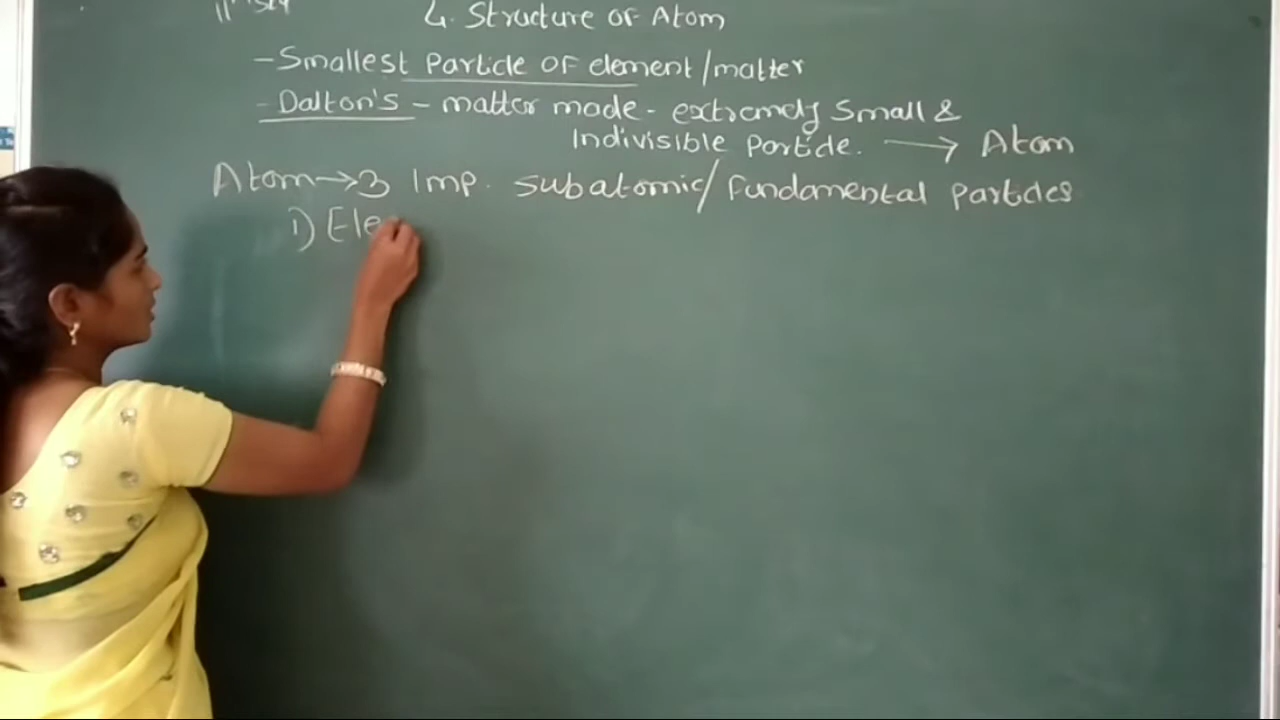 4. Structure of Atom
- Smallest Particle of element/matter
- Dalton's - matter made - extremely Small &
Indivisible Particle. → Atom
Atom → 3 Imp. Subatomic/Fundamental Particles
1) Ele